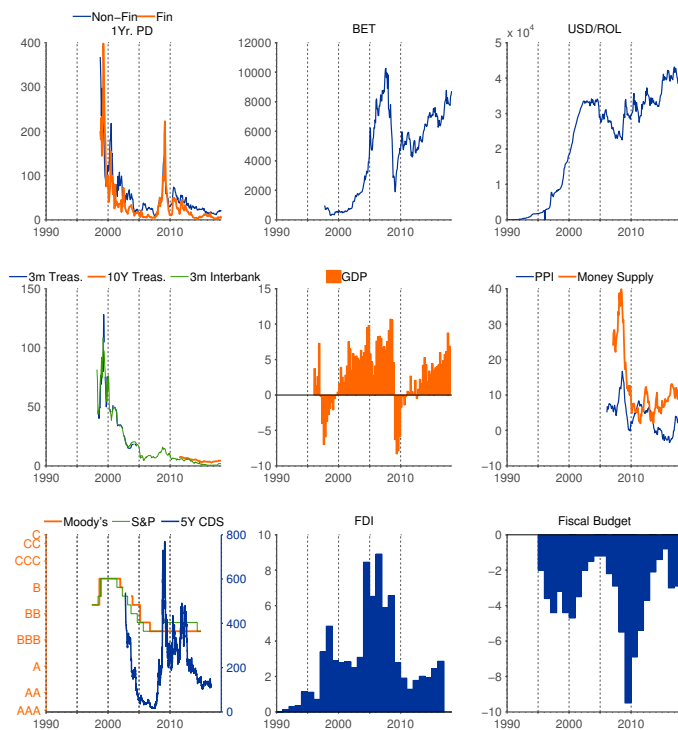 Non-Fin Fin
1Yr. PD
400
300
200
100
0
1990 2000 2010
BET
12000
10000
8000
6000
4000
2000
0
1990 2000 2010
USD/ROL
x 10^4
5
4
3
2
1
0
1990 2000 2010
3m Treas. 10Y Treas. 3m Interbank
150
100
50
0
1990 2000 2010
GDP
15
10
5
0
-5
-10
1990 2000 2010
PPI Money Supply
40
30
20
10
0
-10
1990 2000 2010
Moody's S&P 5Y CDS
C
CC
CCC
B
BB
BBB
A
AA
AAA
800
600
400
200
0
1990 2000 2010
FDI
10
8
6
4
2
0
1990 2000 2010
Fiscal Budget
0
-2
-4
-6
-8
-10
1990 2000 2010